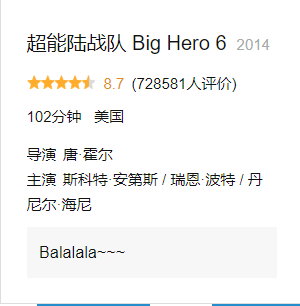 超能陆战队 Big Hero 6 2014
8.7 (728581人评价)
102分钟 美国
导演 唐·霍尔
主演 斯科特·安第斯 / 瑞恩·波特 / 丹
尼尔·海尼
Balalala~~~